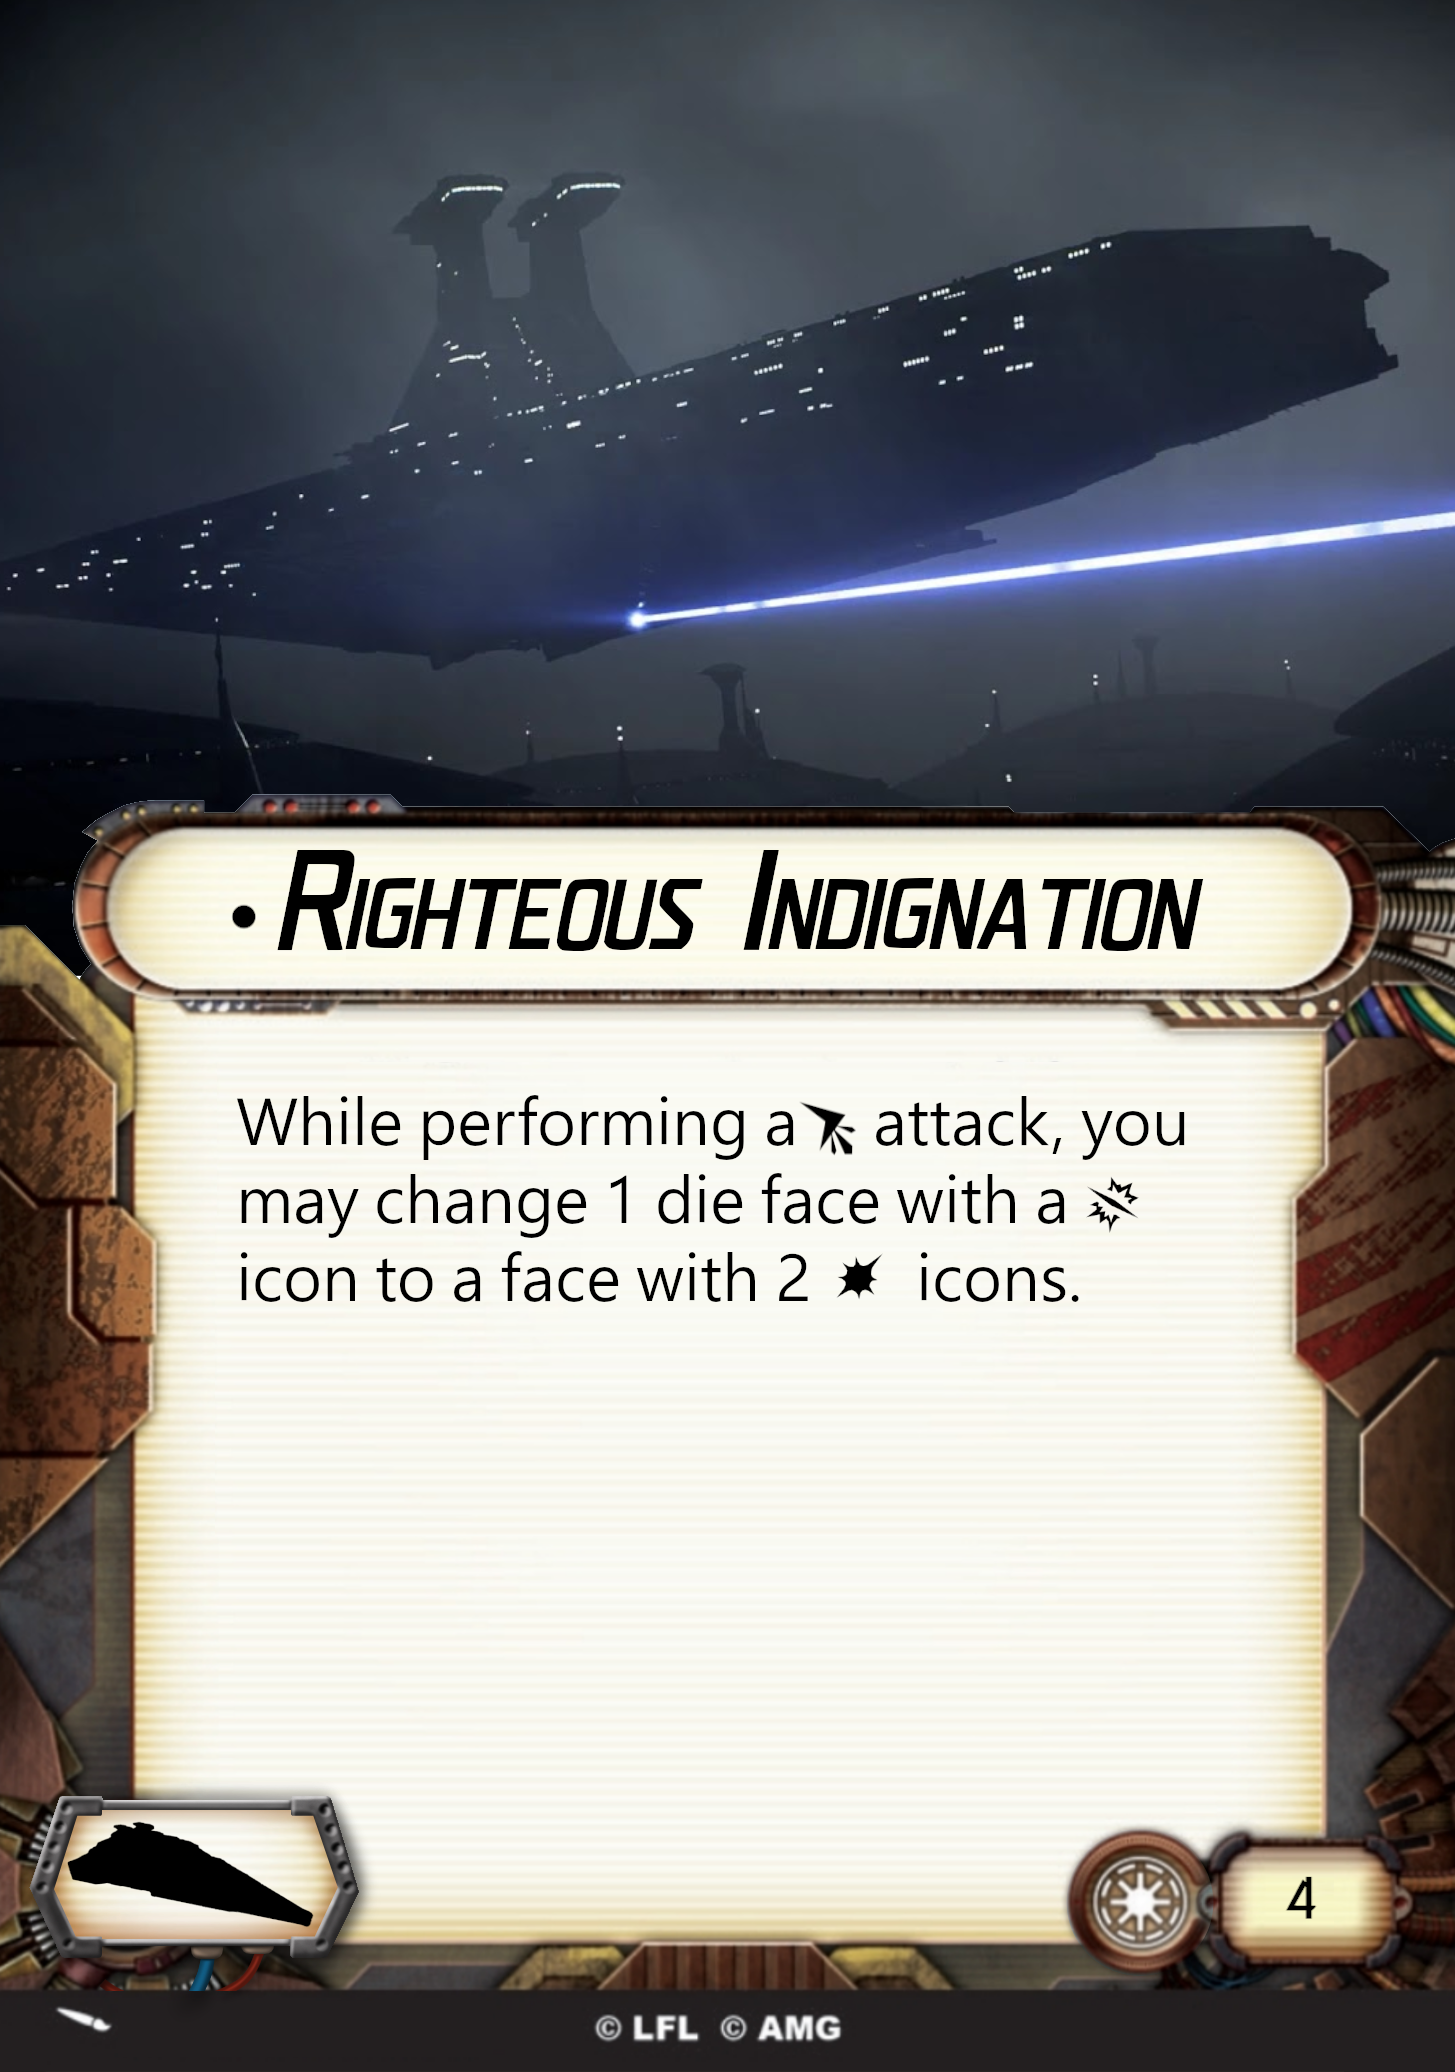 • Righteous Indignation
While performing a attack, you
may change 1 die face with a
icon to a face with 2 icons.
4
© LFL © AMG